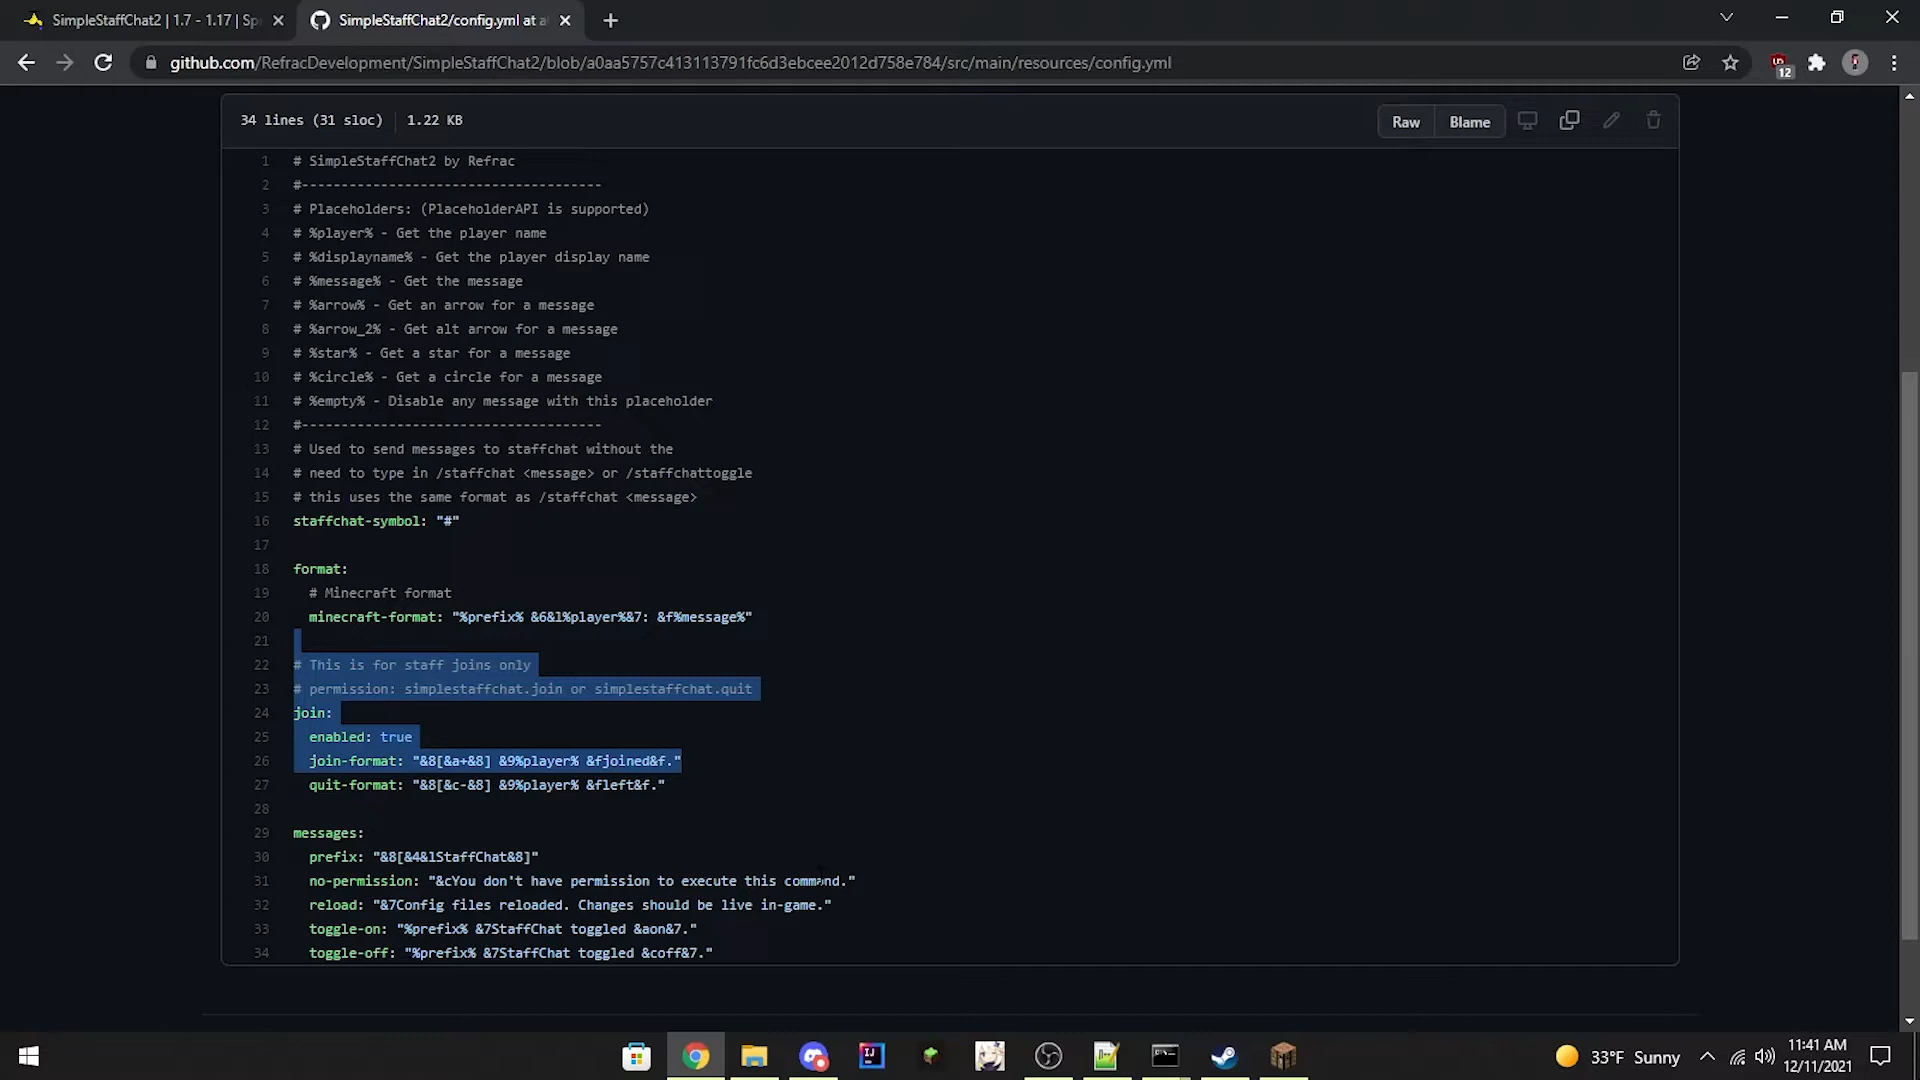 SimpleStaffChat2 | 1.7 - 1.17 | Sp
SimpleStaffChat2/config.yml at a
github.com/RefracDevelopment/SimpleStaffChat2/blob/a0aa5757c413113791fc6d3ebcee2012d758e784/src/main/resources/config.yml
12
34 lines (31 sloc) 1.22 KB
Raw Blame
1 # SimpleStaffChat2 by Refrac
2 #--------------------------------------
3 # Placeholders: (PlaceholderAPI is supported)
4 # %player% - Get the player name
5 # %displayname% - Get the player display name
6 # %message% - Get the message
7 # %arrow% - Get an arrow for a message
8 # %arrow_2% - Get alt arrow for a message
9 # %star% - Get a star for a message
10 # %circle% - Get a circle for a message
11 # %empty% - Disable any message with this placeholder
12 #--------------------------------------
13 # Used to send messages to staffchat without the
14 # need to type in /staffchat <message> or /staffchattoggle
15 # this uses the same format as /staffchat <message>
16 staffchat-symbol: "#"
17
18 format:
19 # Minecraft format
20 minecraft-format: "%prefix% &6&l%player%&7: &f%message%"
21
22 # This is for staff joins only
23 # permission: simplestaffchat.join or simplestaffchat.quit
24 join:
25 enabled: true
26 join-format: "&8[&a+&8] &9%player% &fjoined&f."
27 quit-format: "&8[&c-&8] &9%player% &fleft&f."
28
29 messages:
30 prefix: "&8[&4&lStaffChat&8]"
31 no-permission: "&cYou don't have permission to execute this command."
32 reload: "&7Config files reloaded. Changes should be live in-game."
33 toggle-on: "%prefix% &7StaffChat toggled &aon&7."
34 toggle-off: "%prefix% &7StaffChat toggled &coff&7."
33°F Sunny
11:41 AM
12/11/2021